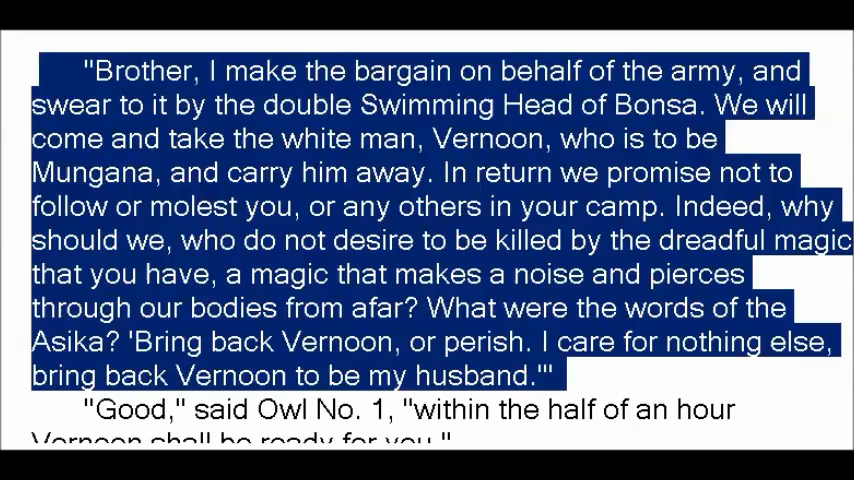 "Brother, I make the bargain on behalf of the army, and
swear to it by the double Swimming Head of Bonsa. We will
come and take the white man, Vernoon, who is to be
Mungana, and carry him away. In return we promise not to
follow or molest you, or any others in your camp. Indeed, why
should we, who do not desire to be killed by the dreadful magic
that you have, a magic that makes a noise and pierces
through our bodies from afar? What were the words of the
Asika? 'Bring back Vernoon, or perish. I care for nothing else,
bring back Vernoon to be my husband.'"
"Good," said Owl No. 1, "within the half of an hour
Vernoon shall be ready for you."